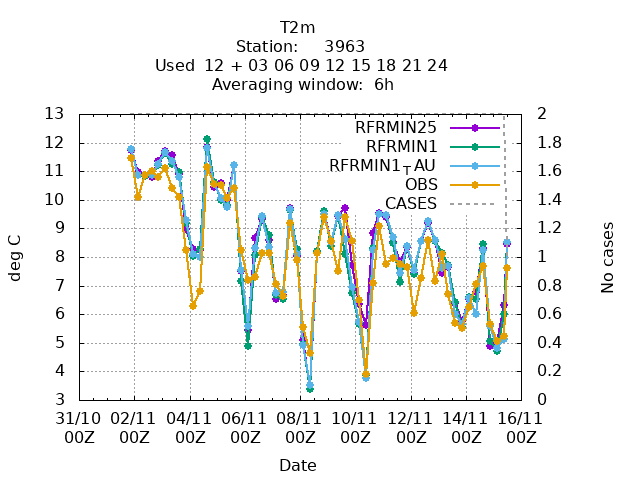 T2m
Station: 3963
Used 12 + 03 06 09 12 15 18 21 24
Averaging window: 6h
13 2
RFRMIN25
12 1.8
RFRMIN1
11 1.6
RFRMIN1_TAU
OBS
10 1.4
CASES
9 1.2
deg C
8 1
No cases
7 0.8
6 0.6
5 0.4
4 0.2
3 0
31/10 02/11 04/11 06/11 08/11 10/11 12/11 14/11 16/11
00Z 00Z 00Z 00Z 00Z 00Z 00Z 00Z 00Z
Date